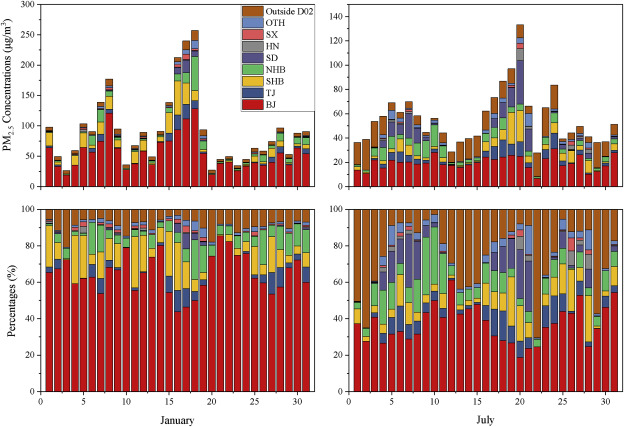 PM2.5 Concentrations (μg/m³)
300
250
200
150
100
50
0
Outside D02
OTH
SX
HN
SD
NHB
SHB
TJ
BJ
140
120
100
80
60
40
20
0
Percentages (%)
100
80
60
40
20
0
0 5 10 15 20 25 30
January
100
80
60
40
20
0
0 5 10 15 20 25 30
July